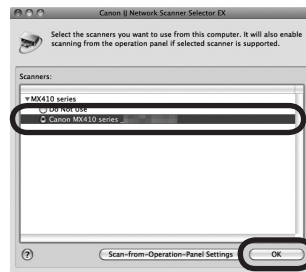 Canon IJ Network Scanner Selector EX
Select the scanners you want to use from this computer. It will also enable
scanning from the operation panel if selected scanner is supported.
Scanners:
▼MX410 series
Do Not Use
Canon MX410 series_
?
Scan-from-Operation-Panel Settings
OK